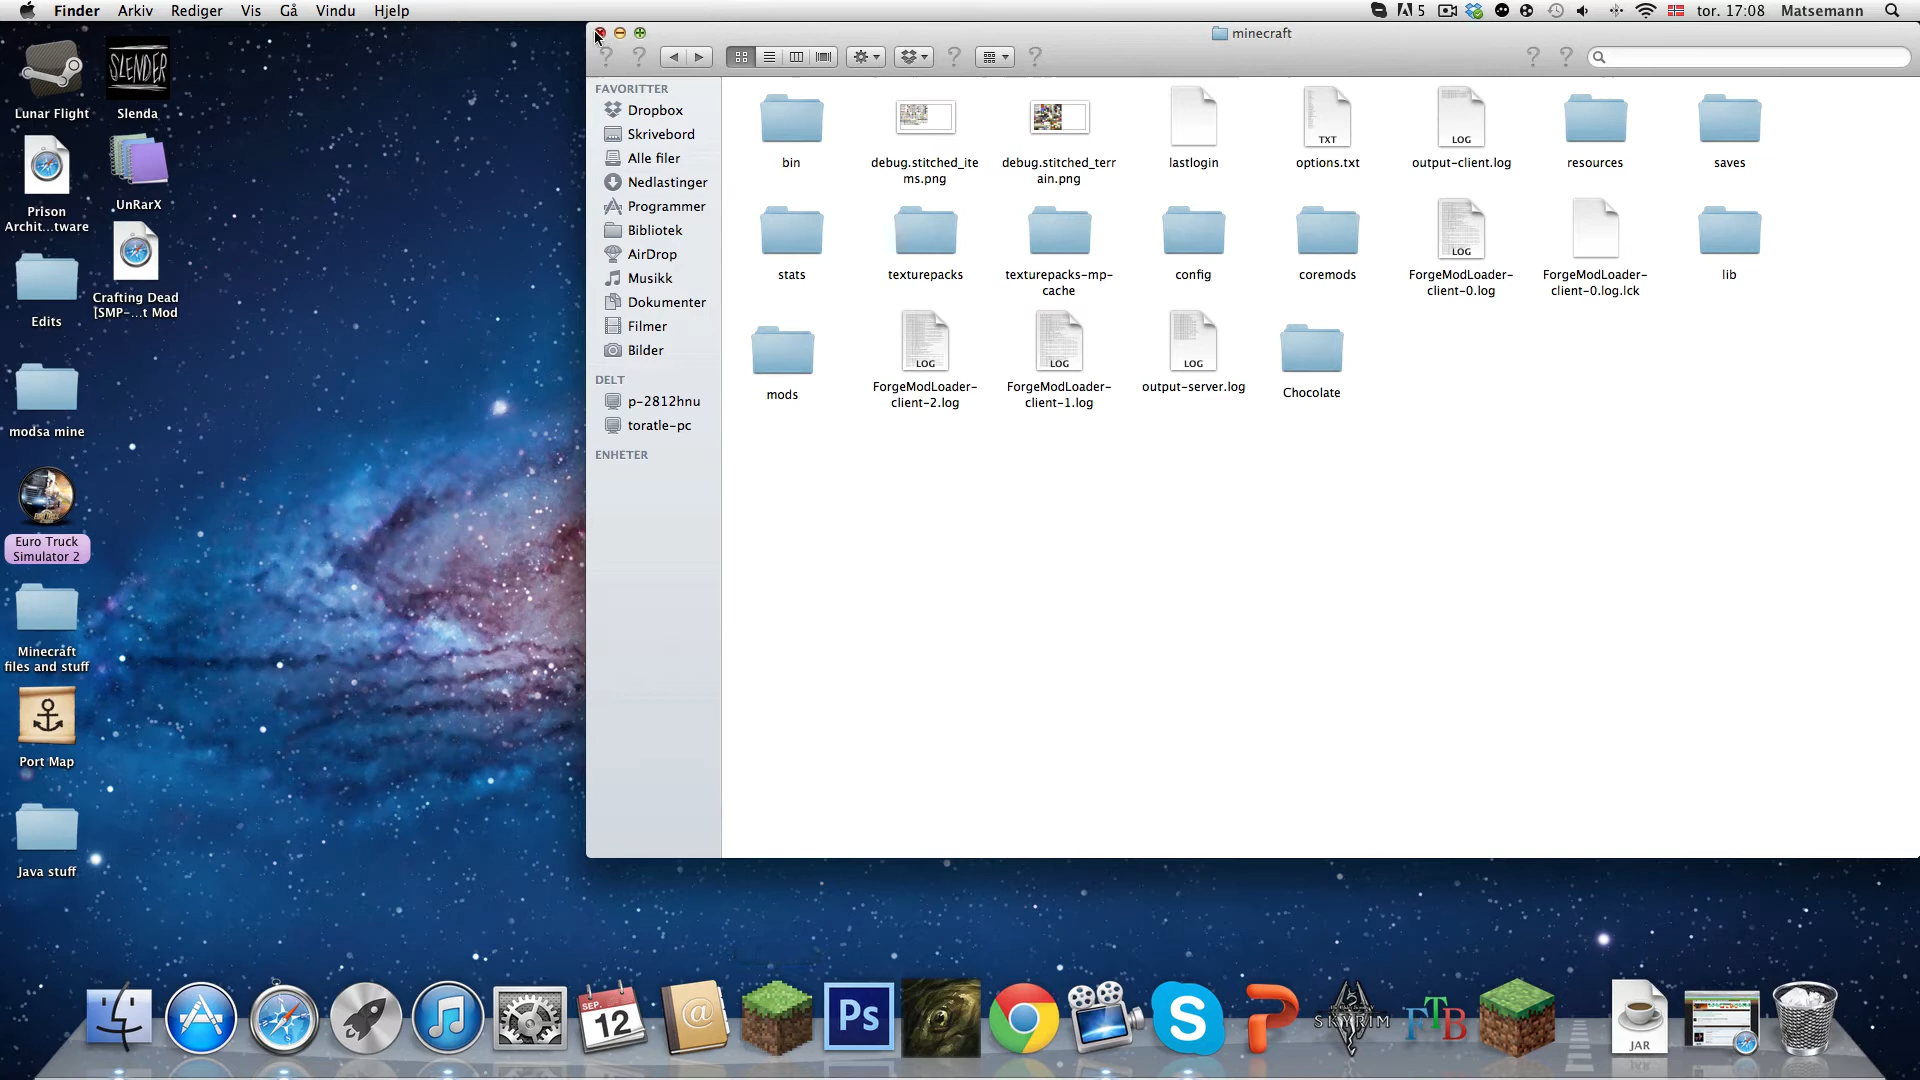 Finder Arkiv Rediger Vis Gå Vindu Hjelp
5 tor. 17:08 Matsemann
minecraft
Lunar Flight
SLENDER
Slenda
Prison
Archit...tware
UnRarX
Crafting Dead
[SMP-...t Mod
Edits
modsa mine
Euro Truck
Simulator 2
Minecraft
files and stuff
Port Map
Java stuff
FAVORITTER
Dropbox
Skrivebord
Alle filer
Nedlastinger
Programmer
Bibliotek
AirDrop
Musikk
Dokumenter
Filmer
Bilder
DELT
p-2812hnu
toratle-pc
ENHETER
bin
debug.stitched_ite
ms.png
debug.stitched_terr
ain.png
lastlogin
TXT
options.txt
LOG
output-client.log
resources
saves
stats
texturepacks
texturepacks-mp-
cache
config
coremods
LOG
ForgeModLoader-
client-0.log
ForgeModLoader-
client-0.log.lck
lib
mods
LOG
ForgeModLoader-
client-2.log
LOG
ForgeModLoader-
client-1.log
LOG
output-server.log
Chocolate
SEP.
12
@
Ps
S
SKYRIM
FTB
JAR